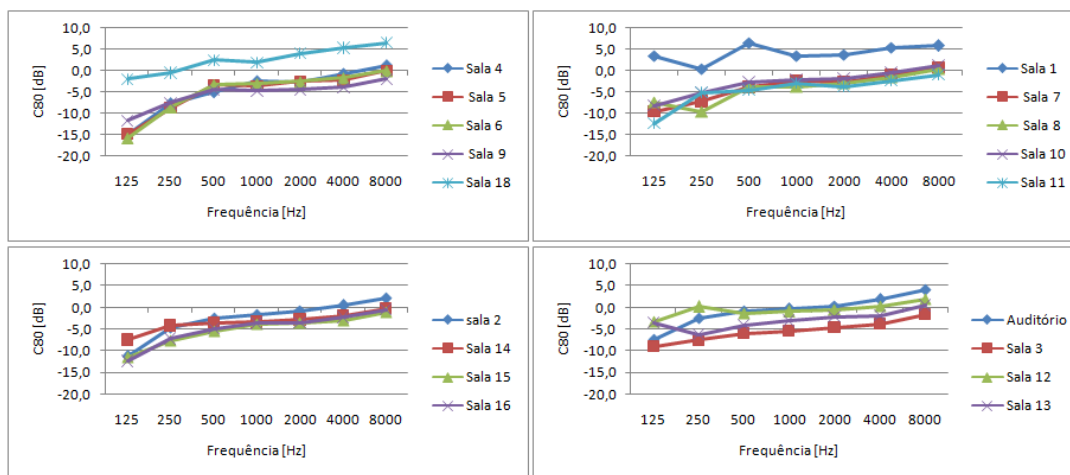 10,0
5,0
0,0
-5,0
-10,0
-15,0
-20,0
C80 [dB]
125 250 500 1000 2000 4000 8000
Frequência [Hz]
Sala 4
Sala 5
Sala 6
Sala 9
Sala 18
10,0
5,0
0,0
-5,0
-10,0
-15,0
-20,0
C80 [dB]
125 250 500 1000 2000 4000 8000
Frequência [Hz]
Sala 1
Sala 7
Sala 8
Sala 10
Sala 11
10,0
5,0
0,0
-5,0
-10,0
-15,0
-20,0
C80 [dB]
125 250 500 1000 2000 4000 8000
Frequência [Hz]
sala 2
Sala 14
Sala 15
Sala 16
10,0
5,0
0,0
-5,0
-10,0
-15,0
-20,0
C80 [dB]
125 250 500 1000 2000 4000 8000
Frequência [Hz]
Auditório
Sala 3
Sala 12
Sala 13